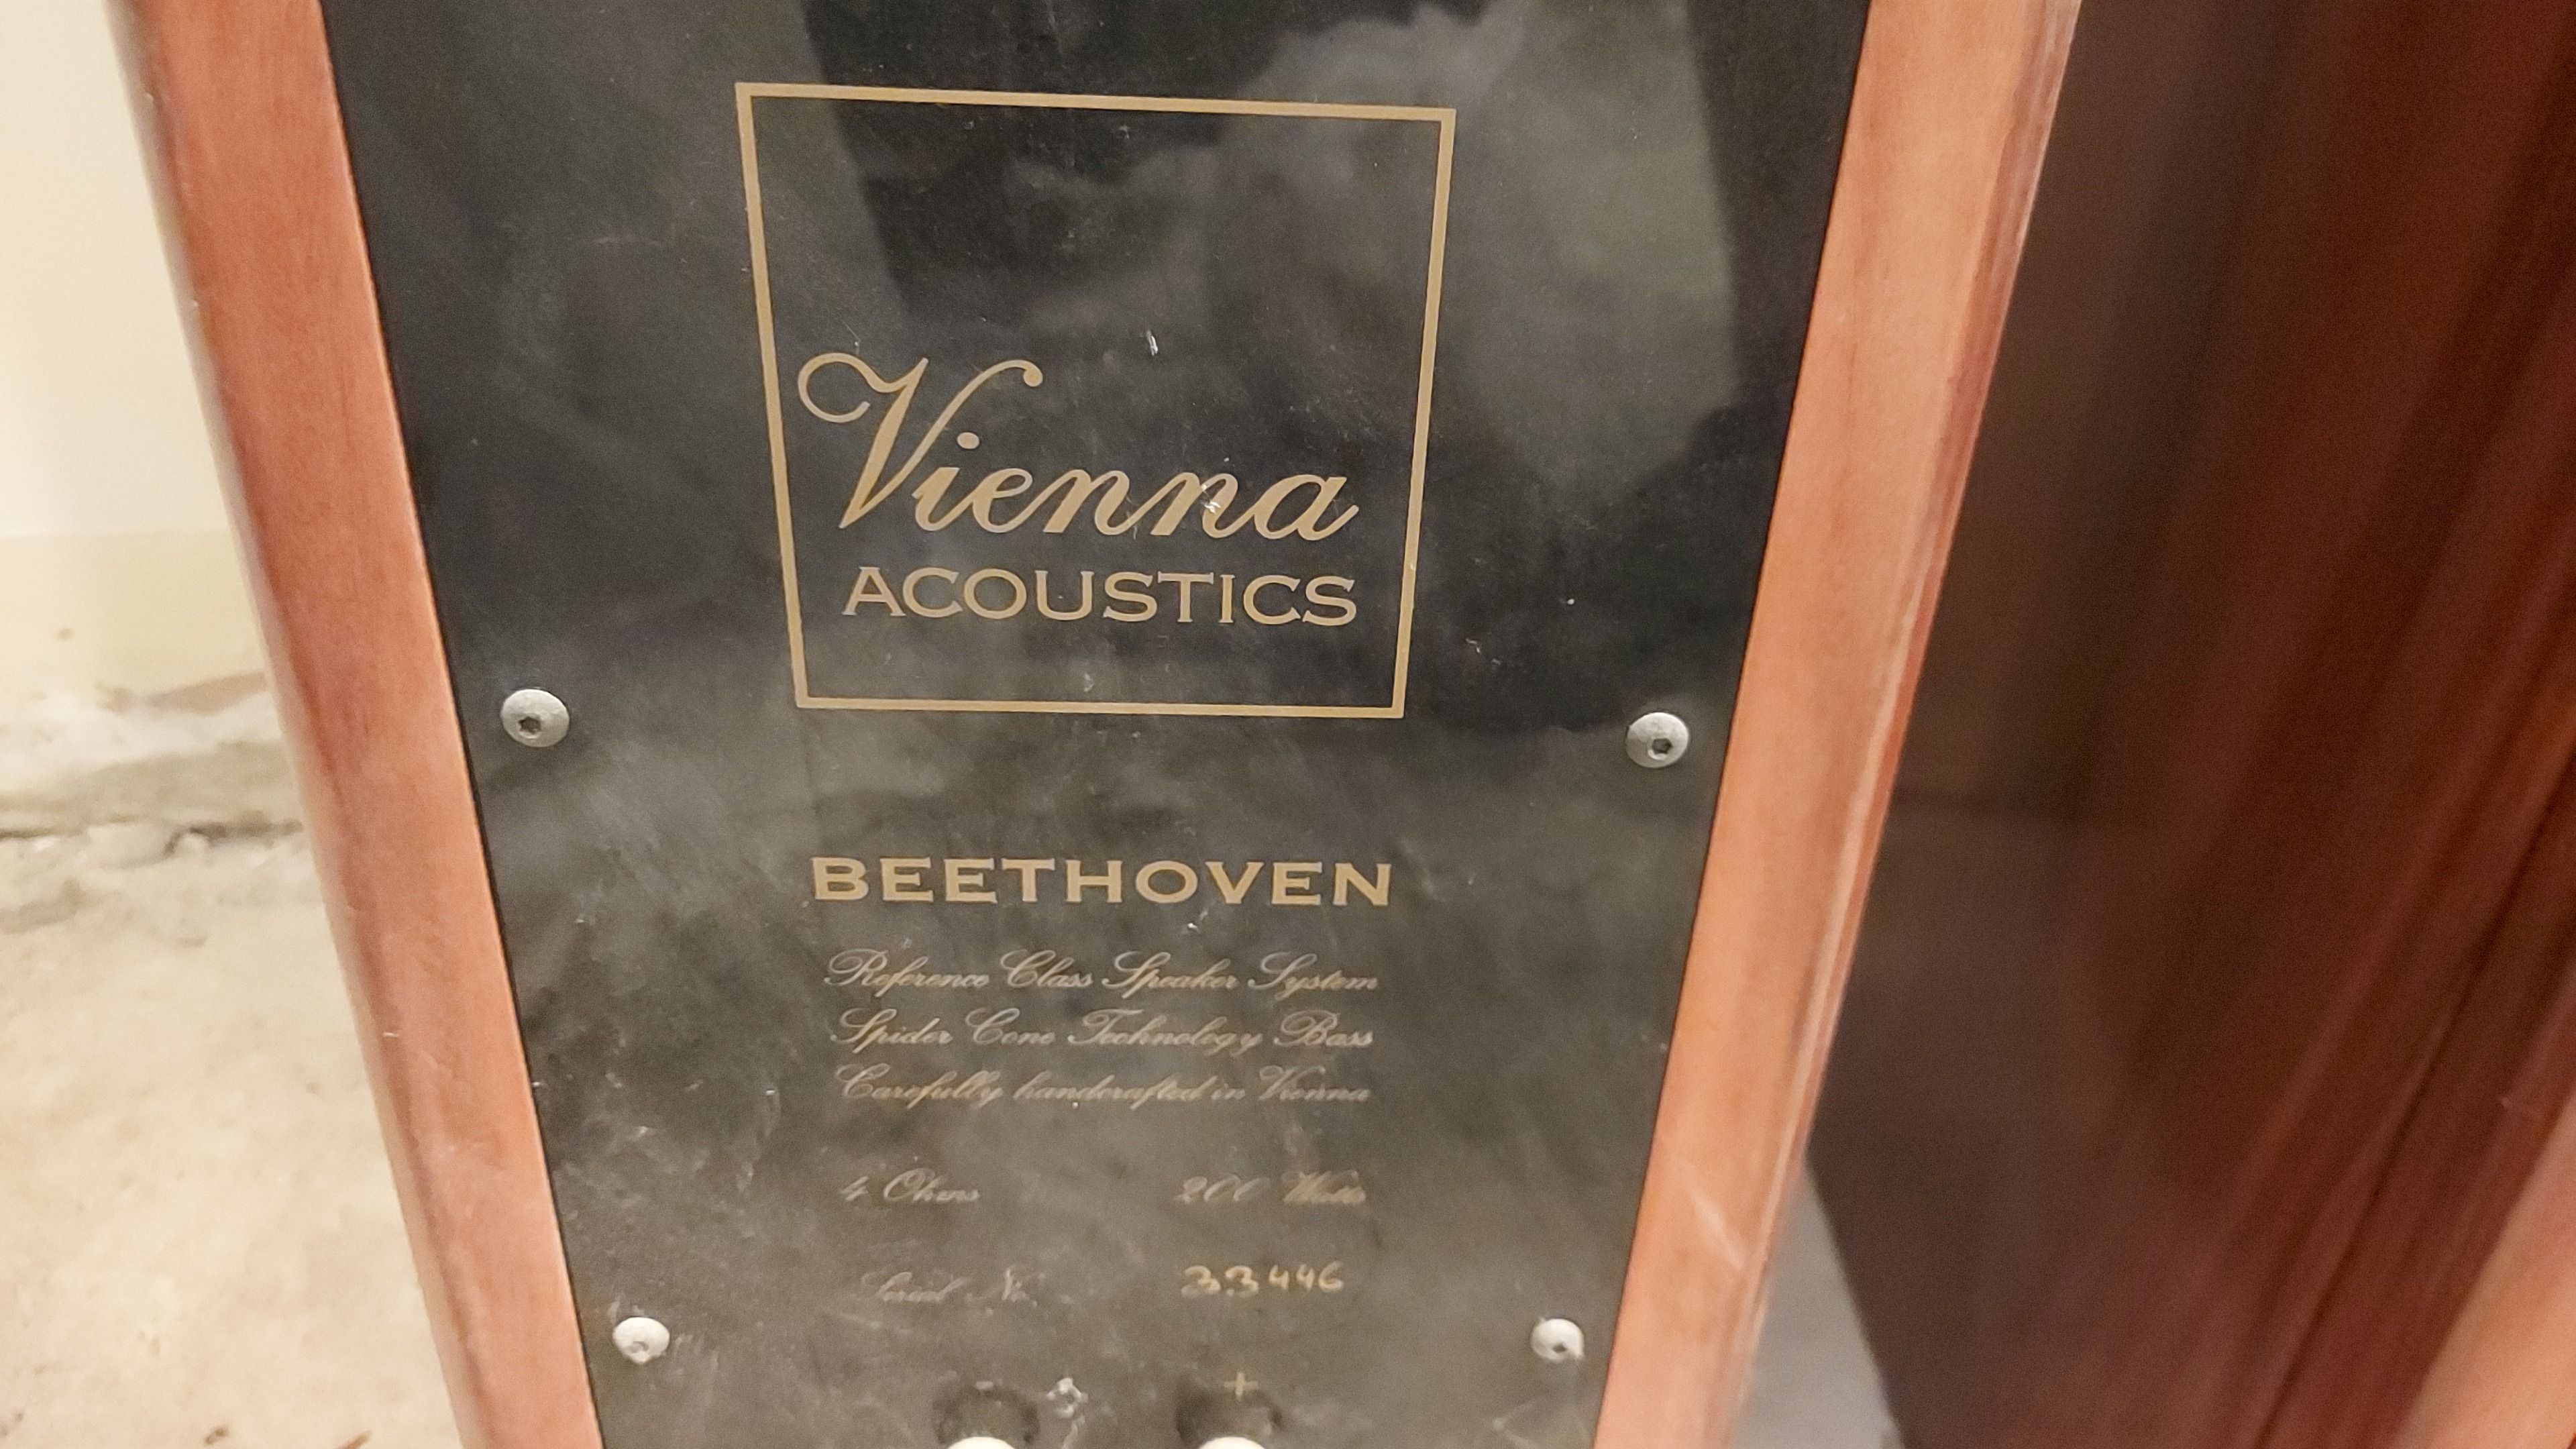 Vienna
ACOUSTICS
BEETHOVEN
Reference Class Speaker System
Spider Cone Technology Bass
Carefully handcrafted in Vienna
4 Ohms 200 Watts
Serial No. 33446
- +